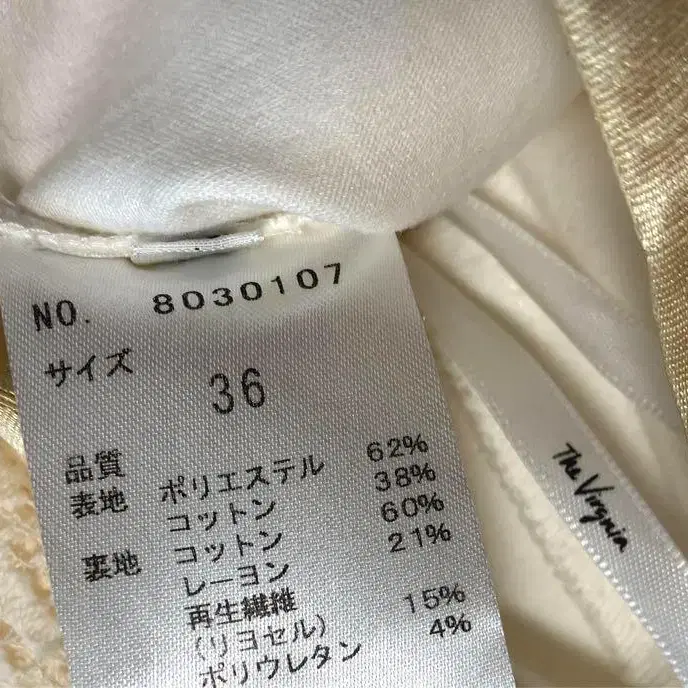 NO. 8030107
サイズ
36
品質
表地 ポリエステル 62%
コットン 38%
裏地 コットン 60%
レーヨン 21%
再生繊維
(リヨセル) 15%
ポリウレタン 4%
The Virgnia